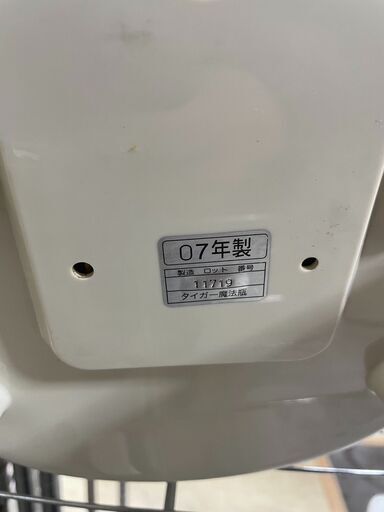 07年製
製造 ロット 番号
11719
タイガー魔法瓶